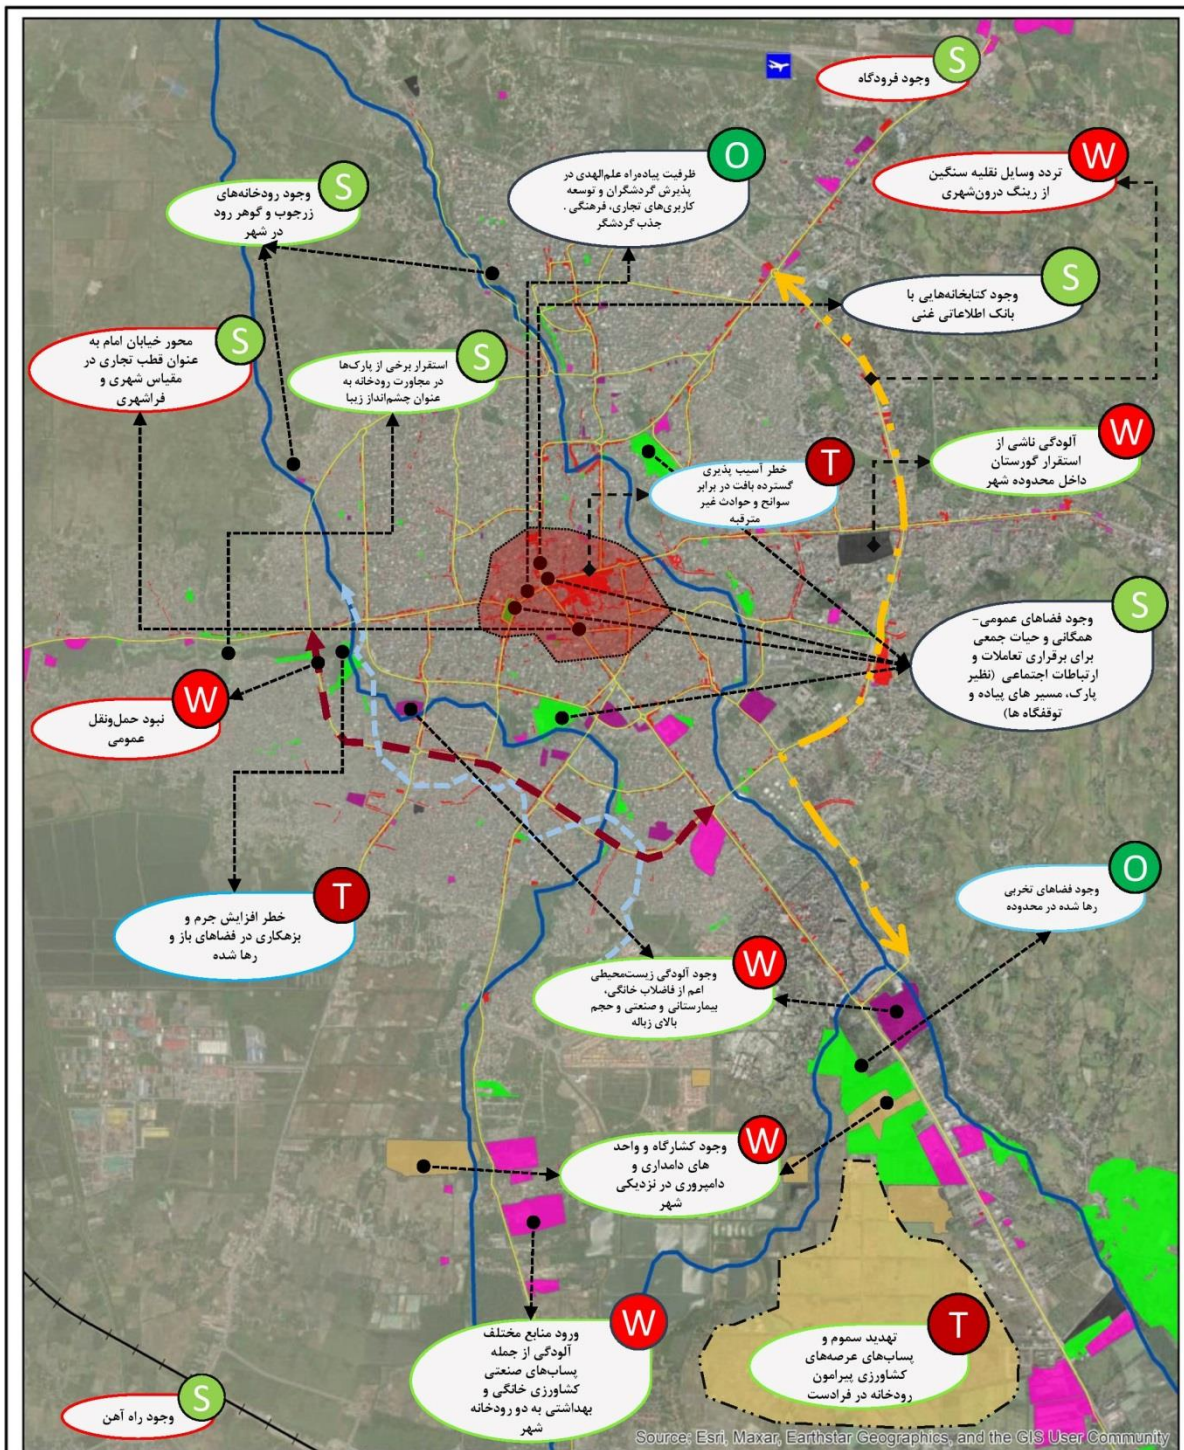 وجود فرودگاه
S
ظرفیت پیاده‌راه علم‌الهدی در
پذیرش گردشگران و توسعه
کاربری‌های تجاری، فرهنگی .
جذب گردشگر
O
تردد وسایل نقلیه سنگین
از رینگ درون‌شهری
W
وجود رودخانه‌های
زرجوب و گوهر رود
در شهر
S
وجود کتابخانه‌هایی با
بانک اطلاعاتی غنی
S
محور خیابان امام به
عنوان قطب تجاری در
مقیاس شهری و
فراشهری
S
استقرار برخی از پارک‌ها
در مجاورت رودخانه به
عنوان چشم‌انداز زیبا
S
آلودگی ناشی از
استقرار گورستان
داخل محدوده شهر
W
خطر آسیب پذیری
گسترده بافت در برابر
سوانح و حوادث غیر
مترقبه
T
وجود فضاهای عمومی-
همگانی و حیات جمعی
برای برقراری تعاملات و
ارتباطات اجتماعی (نظیر
پارک، مسیر های پیاده و
توقفگاه ها)
S
نبود حمل‌ونقل
عمومی
W
خطر افزایش جرم و
بزهکاری در فضاهای باز و
رها شده
T
وجود فضاهای تخربی
رها شده در محدوده
O
وجود آلودگی زیست‌محیطی
اعم از فاضلاب خانگی،
بیمارستانی و صنعتی و حجم
بالای زباله
W
وجود کشارگاه و واحد
های دامداری و
دامپروری در نزدیکی
شهر
W
ورود منابع مختلف
آلودگی از جمله
پساب‌های صنعتی
کشاورزی خانگی و
بهداشتی به دو رودخانه
شهر
W
تهدید سموم و
پساب‌های عرصه‌های
کشاورزی پیرامون
رودخانه در فرادست
T
وجود راه آهن
S
Source: Esri, Maxar, Earthstar Geographics, and the GIS User Community